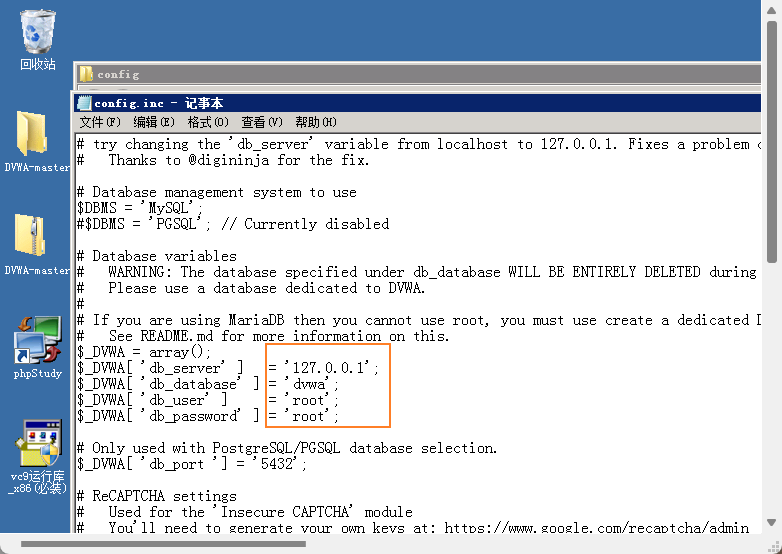 回收站
DVWA-master
DVWA-master
phpStudy
vc9运行库
_x86(必装)
config
config.inc - 记事本
文件(F) 编辑(E) 格式(O) 查看(V) 帮助(H)
# try changing the 'db_server' variable from localhost to 127.0.0.1. Fixes a problem
#   Thanks to @digininja for the fix.
# Database management system to use
$DBMS = 'MySQL';
#$DBMS = 'PGSQL'; // Currently disabled
# Database variables
#   WARNING: The database specified under db_database WILL BE ENTIRELY DELETED during
#   Please use a database dedicated to DVWA.
#
# If you are using MariaDB then you cannot use root, you must use create a dedicated
#   See README.md for more information on this.
$_DVWA = array();
$_DVWA[ 'db_server' ]   = '127.0.0.1';
$_DVWA[ 'db_database' ] = 'dvwa';
$_DVWA[ 'db_user' ]     = 'root';
$_DVWA[ 'db_password' ] = 'root';
# Only used with PostgreSQL/PGSQL database selection.
$_DVWA[ 'db_port '] = '5432';
# ReCAPTCHA settings
#   Used for the 'Insecure CAPTCHA' module
#   You'll need to generate your own keys at: https://www.google.com/recaptcha/admin